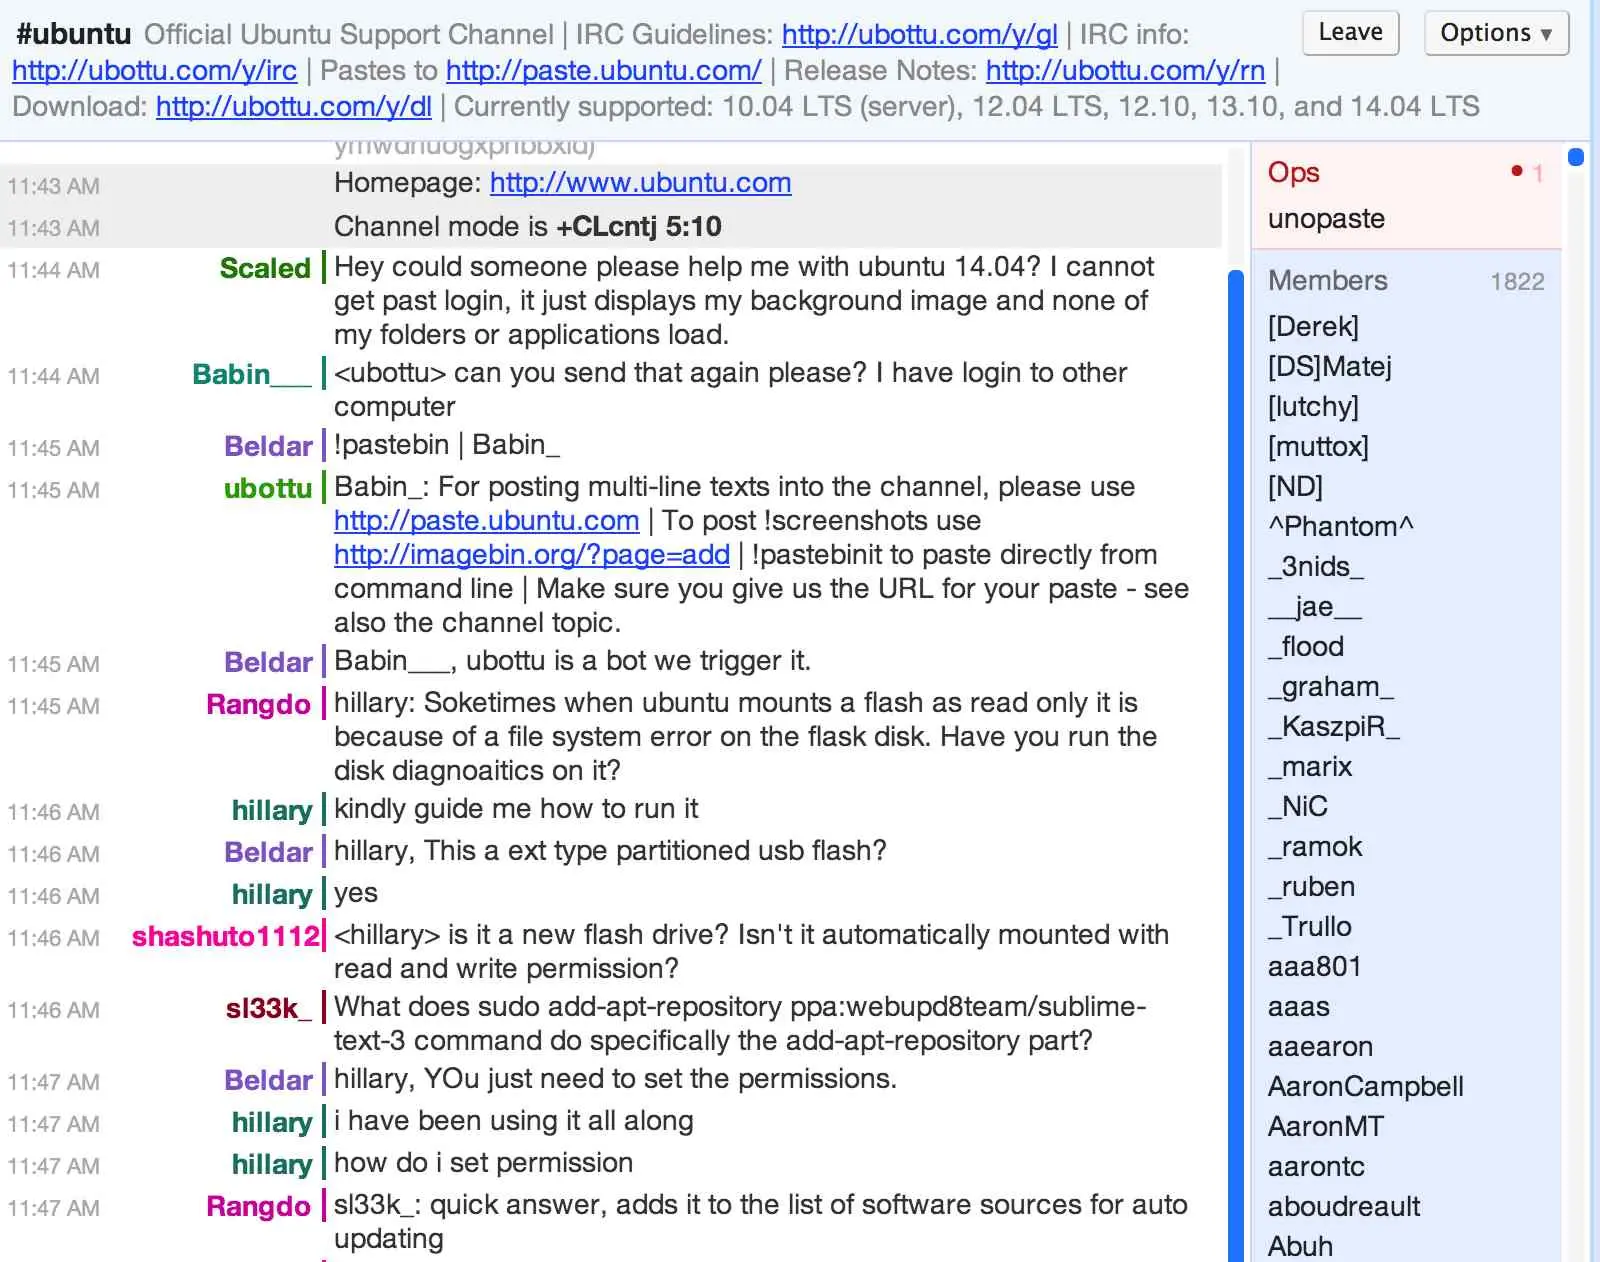 #ubuntu Official Ubuntu Support Channel | IRC Guidelines: http://ubottu.com/y/gl | IRC info:
http://ubottu.com/y/irc | Pastes to http://paste.ubuntu.com/ | Release Notes: http://ubottu.com/y/rn |
Download: http://ubottu.com/y/dl | Currently supported: 10.04 LTS (server), 12.04 LTS, 12.10, 13.10, and 14.04 LTS
Leave
Options ▾
11:43 AM Homepage: http://www.ubuntu.com
11:43 AM Channel mode is +CLcntj 5:10
11:44 AM Scaled Hey could someone please help me with ubuntu 14.04? I cannot
get past login, it just displays my background image and none of
my folders or applications load.
11:44 AM Babin___ <ubottu> can you send that again please? I have login to other
computer
11:45 AM Beldar !pastebin | Babin_
11:45 AM ubottu Babin_: For posting multi-line texts into the channel, please use
http://paste.ubuntu.com | To post !screenshots use
http://imagebin.org/?page=add | !pastebinit to paste directly from
command line | Make sure you give us the URL for your paste - see
also the channel topic.
11:45 AM Beldar Babin___, ubottu is a bot we trigger it.
11:45 AM Rangdo hillary: Soketimes when ubuntu mounts a flash as read only it is
because of a file system error on the flask disk. Have you run the
disk diagnoaitics on it?
11:46 AM hillary kindly guide me how to run it
11:46 AM Beldar hillary, This a ext type partitioned usb flash?
11:46 AM hillary yes
11:46 AM shashuto1112 <hillary> is it a new flash drive? Isn't it automatically mounted with
read and write permission?
11:46 AM sl33k_ What does sudo add-apt-repository ppa:webupd8team/sublime-
text-3 command do specifically the add-apt-repository part?
11:47 AM Beldar hillary, YOu just need to set the permissions.
11:47 AM hillary i have been using it all along
11:47 AM hillary how do i set permission
11:47 AM Rangdo sl33k_: quick answer, adds it to the list of software sources for auto
updating
Ops • 1
unopaste
Members 1822
[Derek]
[DS]Matej
[lutchy]
[muttox]
[ND]
^Phantom^
_3nids_
__jae__
_flood
_graham_
_KaszpiR_
_marix
_NiC
_ramok
_ruben
_Trullo
aaa801
aaas
aaearon
AaronCampbell
AaronMT
aarontc
aboudreault
Abuh